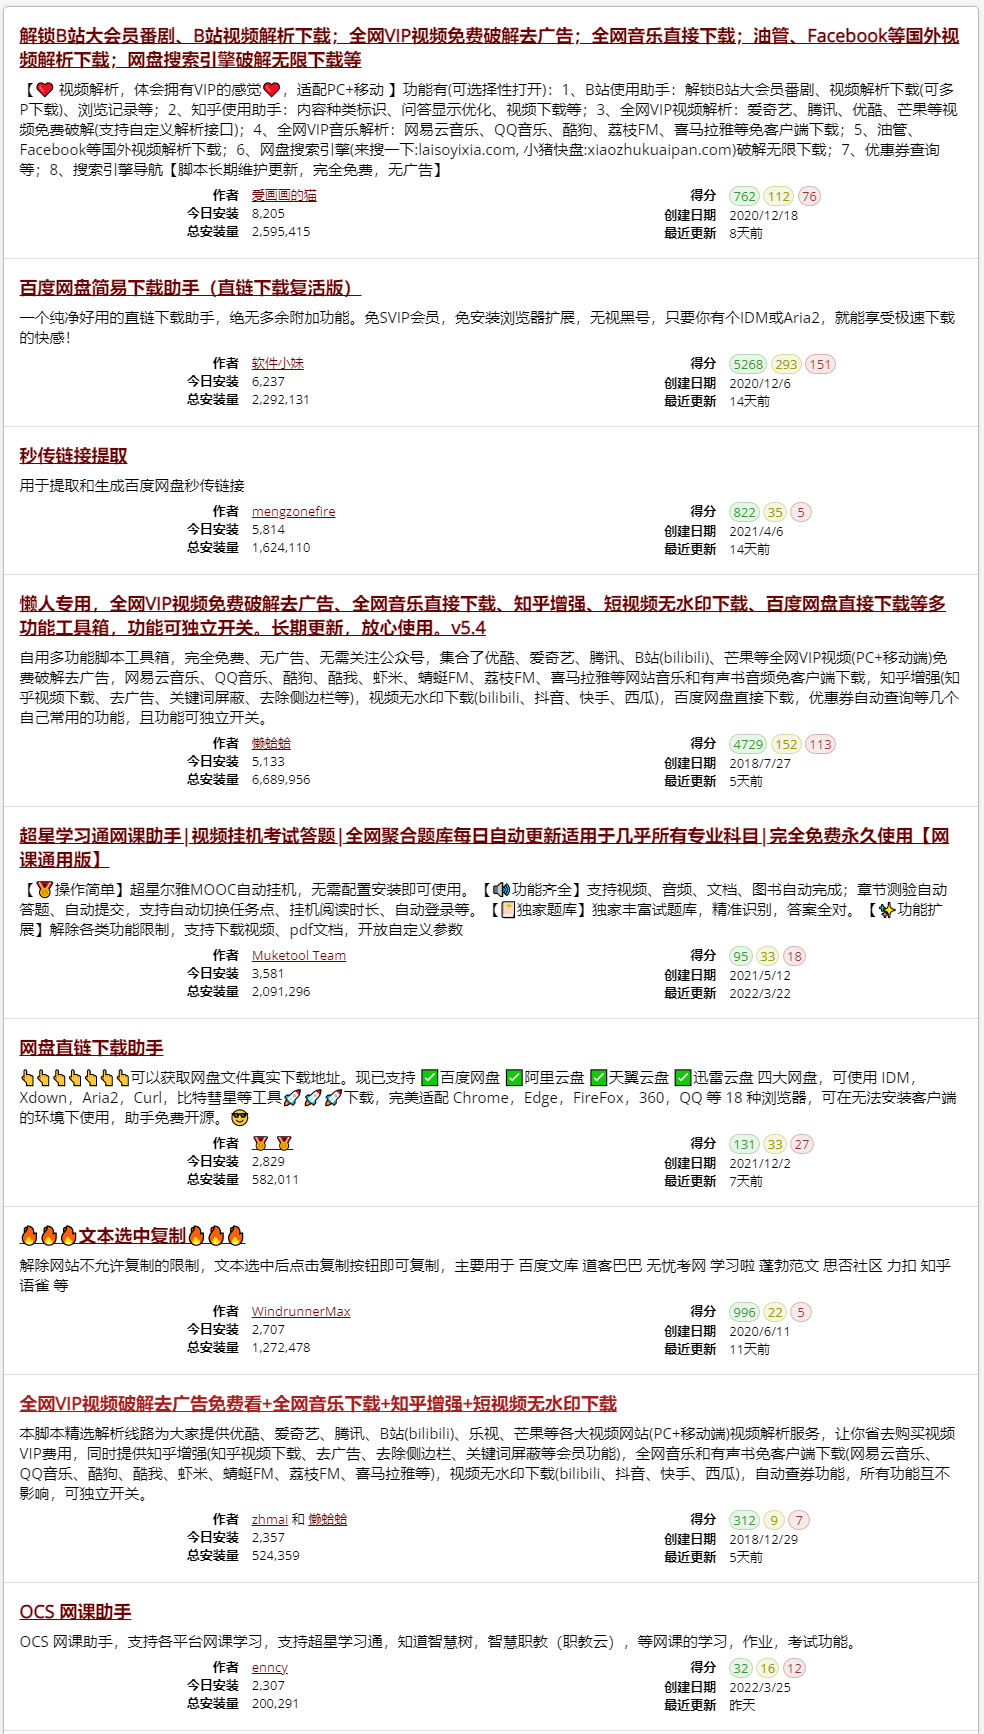 解锁B站大会员番剧、B站视频解析下载；全网VIP视频免费破解去广告；全网音乐直接下载；油管、Facebook等国外视
频解析下载；网盘搜索引擎破解无限下载等
【❤ 视频解析，体会拥有VIP的感觉❤，适配PC+移动 】功能有(可选择性打开)：1、B站使用助手：解锁B站大会员番剧、视频解析下载(可多
P下载)、浏览记录等；2、知乎使用助手：内容种类标识、问答显示优化、视频下载等；3、全网VIP视频解析：爱奇艺、腾讯、优酷、芒果等视
频免费破解(支持自定义解析接口)；4、全网VIP音乐解析：网易云音乐、QQ音乐、酷狗、荔枝FM、喜马拉雅等免客户端下载；5、油管、
Facebook等国外视频解析下载；6、网盘搜索引擎(来搜一下:laisoyixia.com, 小猪快盘:xiaozhukuaipan.com)破解无限下载；7、优惠券查询
等；8、搜索引擎导航【脚本长期维护更新，完全免费，无广告】
作者 爱画画的猫 得分 762 112 76
今日安装 8,205 创建日期 2020/12/18
总安装量 2,595,415 最近更新 8天前
百度网盘简易下载助手（直链下载复活版）
一个纯净好用的直链下载助手，绝无多余附加功能。免SVIP会员，免安装浏览器扩展，无视黑号，只要你有个IDM或Aria2，就能享受极速下载
的快感！
作者 软件小妹 得分 5268 293 151
今日安装 6,237 创建日期 2020/12/6
总安装量 2,292,131 最近更新 14天前
秒传链接提取
用于提取和生成百度网盘秒传链接
作者 mengzonefire 得分 822 35 5
今日安装 5,814 创建日期 2021/4/6
总安装量 1,624,110 最近更新 14天前
懒人专用，全网VIP视频免费破解去广告、全网音乐直接下载、知乎增强、短视频无水印下载、百度网盘直接下载等多
功能工具箱，功能可独立开关。长期更新，放心使用。v5.4
自用多功能脚本工具箱，完全免费、无广告、无需关注公众号，集合了优酷、爱奇艺、腾讯、B站(bilibili)、芒果等全网VIP视频(PC+移动端)免
费破解去广告，网易云音乐、QQ音乐、酷狗、酷我、虾米、蜻蜓FM、荔枝FM、喜马拉雅等网站音乐和有声书音频免客户端下载，知乎增强(知
乎视频下载、去广告、关键词屏蔽、去除侧边栏等)，视频无水印下载(bilibili、抖音、快手、西瓜)，百度网盘直接下载，优惠券自动查询等几个
自己常用的功能，且功能可独立开关。
作者 懒蛤蛤 得分 4729 152 113
今日安装 5,133 创建日期 2018/7/27
总安装量 6,689,956 最近更新 5天前
超星学习通网课助手|视频挂机考试答题|全网聚合题库每日自动更新适用于几乎所有专业科目|完全免费永久使用【网
课通用版】
【🏅操作简单】超星尔雅MOOC自动挂机，无需配置安装即可使用。【🔊功能齐全】支持视频、音频、文档、图书自动完成；章节测验自动
答题、自动提交，支持自动切换任务点、挂机阅读时长、自动登录等。【📔独家题库】独家丰富试题库，精准识别，答案全对。【✨功能扩
展】解除各类功能限制，支持下载视频、pdf文档，开放自定义参数
作者 Muketool Team 得分 95 33 18
今日安装 3,581 创建日期 2021/5/12
总安装量 2,091,296 最近更新 2022/3/22
网盘直链下载助手
👆👆👆👆👆👆👆可以获取网盘文件真实下载地址。现已支持 ✅百度网盘 ✅阿里云盘 ✅天翼云盘 ✅迅雷云盘 四大网盘，可使用 IDM，
Xdown，Aria2，Curl，比特彗星等工具🚀🚀🚀下载，完美适配 Chrome，Edge，FireFox，360，QQ 等 18 种浏览器，可在无法安装客户端
的环境下使用，助手免费开源。😎
作者 🏅 🏅 得分 131 33 27
今日安装 2,829 创建日期 2021/12/2
总安装量 582,011 最近更新 7天前
🔥🔥🔥文本选中复制🔥🔥🔥
解除网站不允许复制的限制，文本选中后点击复制按钮即可复制，主要用于 百度文库 道客巴巴 无忧考网 学习啦 蓬勃范文 思否社区 力扣 知乎
语雀 等
作者 WindrunnerMax 得分 996 22 5
今日安装 2,707 创建日期 2020/6/11
总安装量 1,272,478 最近更新 11天前
全网VIP视频破解去广告免费看+全网音乐下载+知乎增强+短视频无水印下载
本脚本精选解析线路为大家提供优酷、爱奇艺、腾讯、B站(bilibili)、乐视、芒果等各大视频网站(PC+移动端)视频解析服务，让你省去购买视频
VIP费用，同时提供知乎增强(知乎视频下载、去广告、去除侧边栏、关键词屏蔽等会员功能)，全网音乐和有声书免客户端下载(网易云音乐、
QQ音乐、酷狗、酷我、虾米、蜻蜓FM、荔枝FM、喜马拉雅等)，视频无水印下载(bilibili、抖音、快手、西瓜)，自动查券功能，所有功能互不
影响，可独立开关。
作者 zhmai 和 懒蛤蛤 得分 312 9 7
今日安装 2,357 创建日期 2018/12/29
总安装量 524,359 最近更新 5天前
OCS 网课助手
OCS 网课助手，支持各平台网课学习，支持超星学习通，知道智慧树，智慧职教（职教云），等网课的学习，作业，考试功能。
作者 enncy 得分 32 16 12
今日安装 2,307 创建日期 2022/3/25
总安装量 200,291 最近更新 昨天